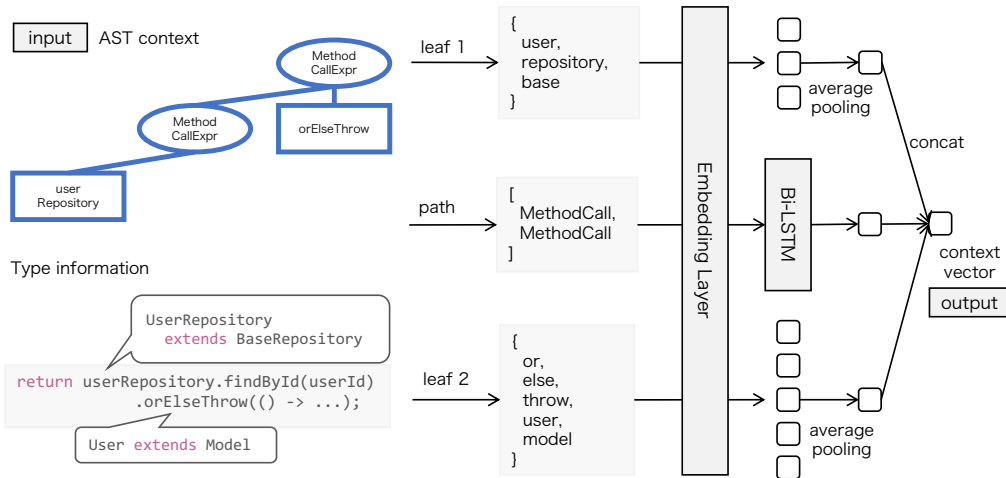 input AST context
Method
CallExpr
Method
CallExpr
orElseThrow
user
Repository
Type information
UserRepository
extends BaseRepository
return userRepository.findById(userId)
.orElseThrow(() -> ...);
User extends Model
leaf 1
{
user,
repository,
base
}
path
[
MethodCall,
MethodCall
]
leaf 2
{
or,
else,
throw,
user,
model
}
Embedding Layer
average
pooling
Bi-LSTM
average
pooling
concat
context
vector
output